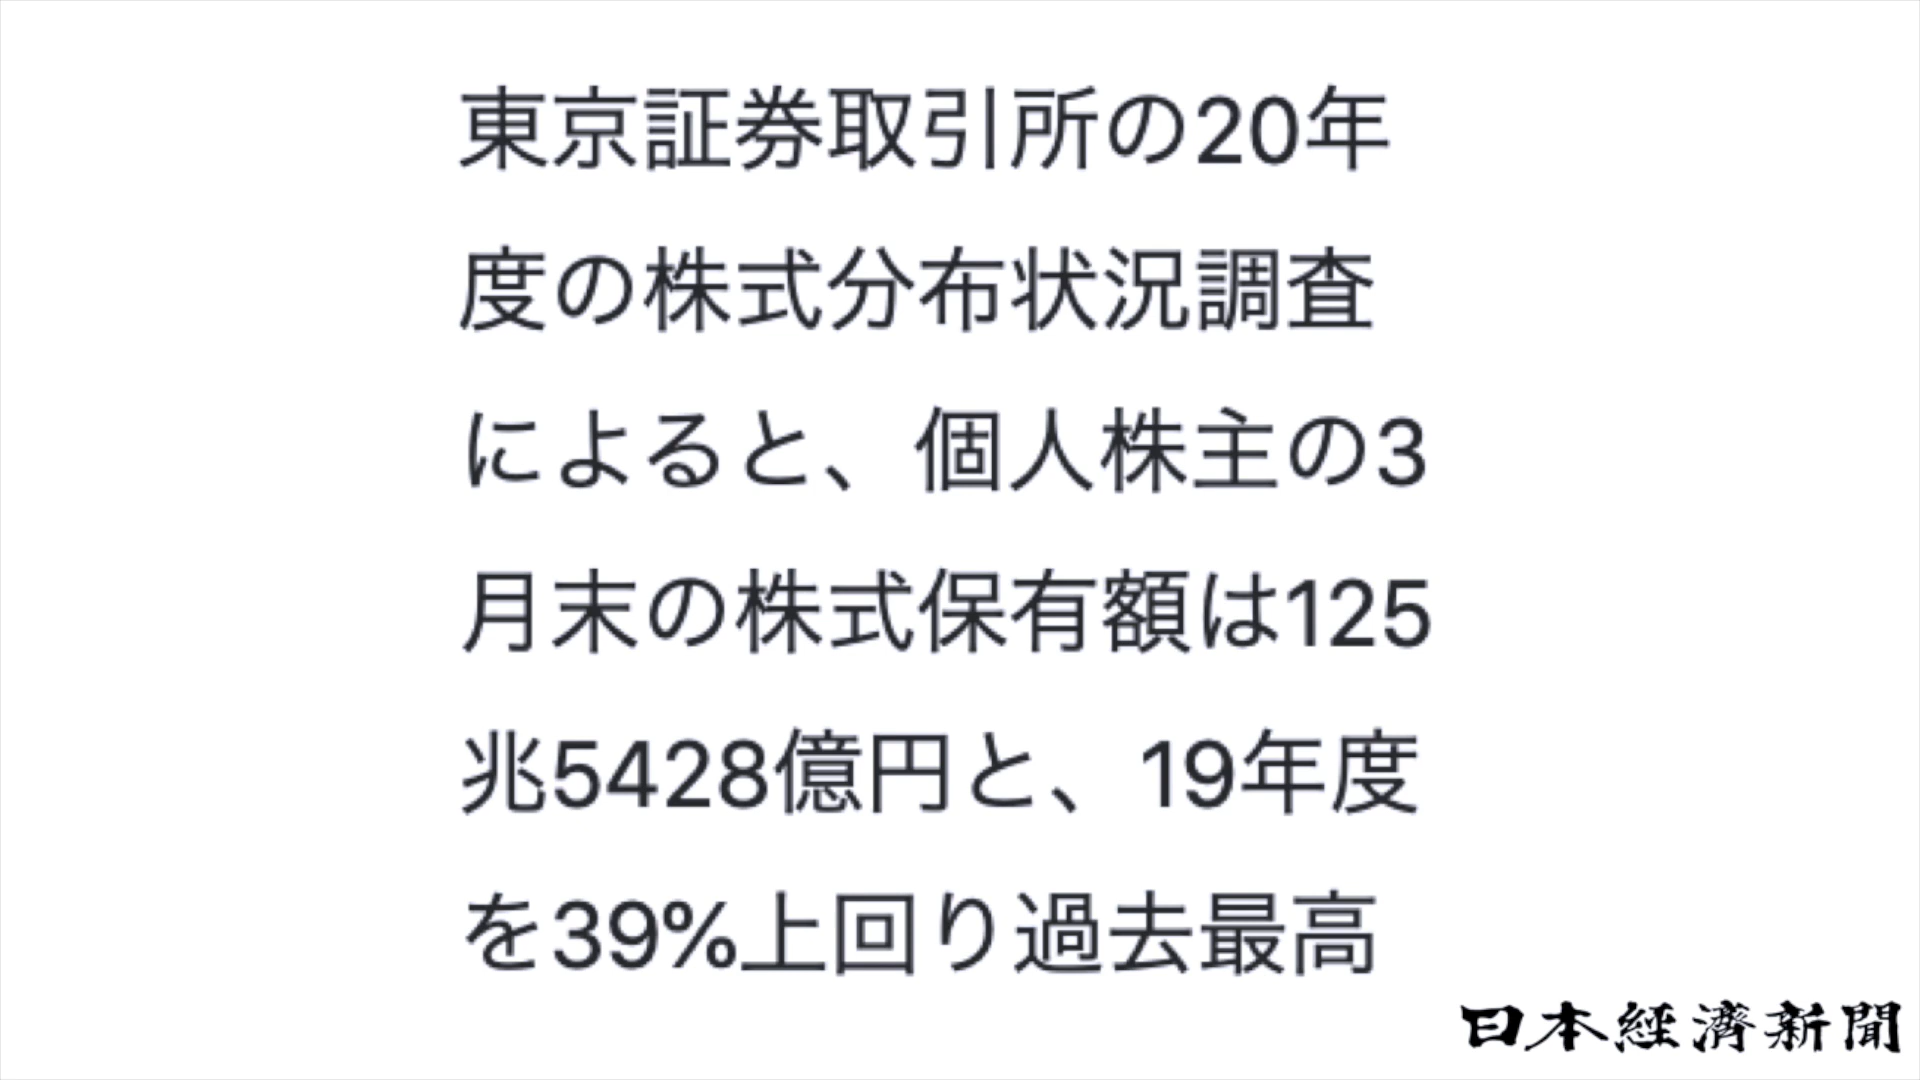 東京証券取引所の20年
度の株式分布状況調査
によると、個人株主の3
月末の株式保有額は125
兆5428億円と、19年度
を39%上回り過去最高
日本経済新聞